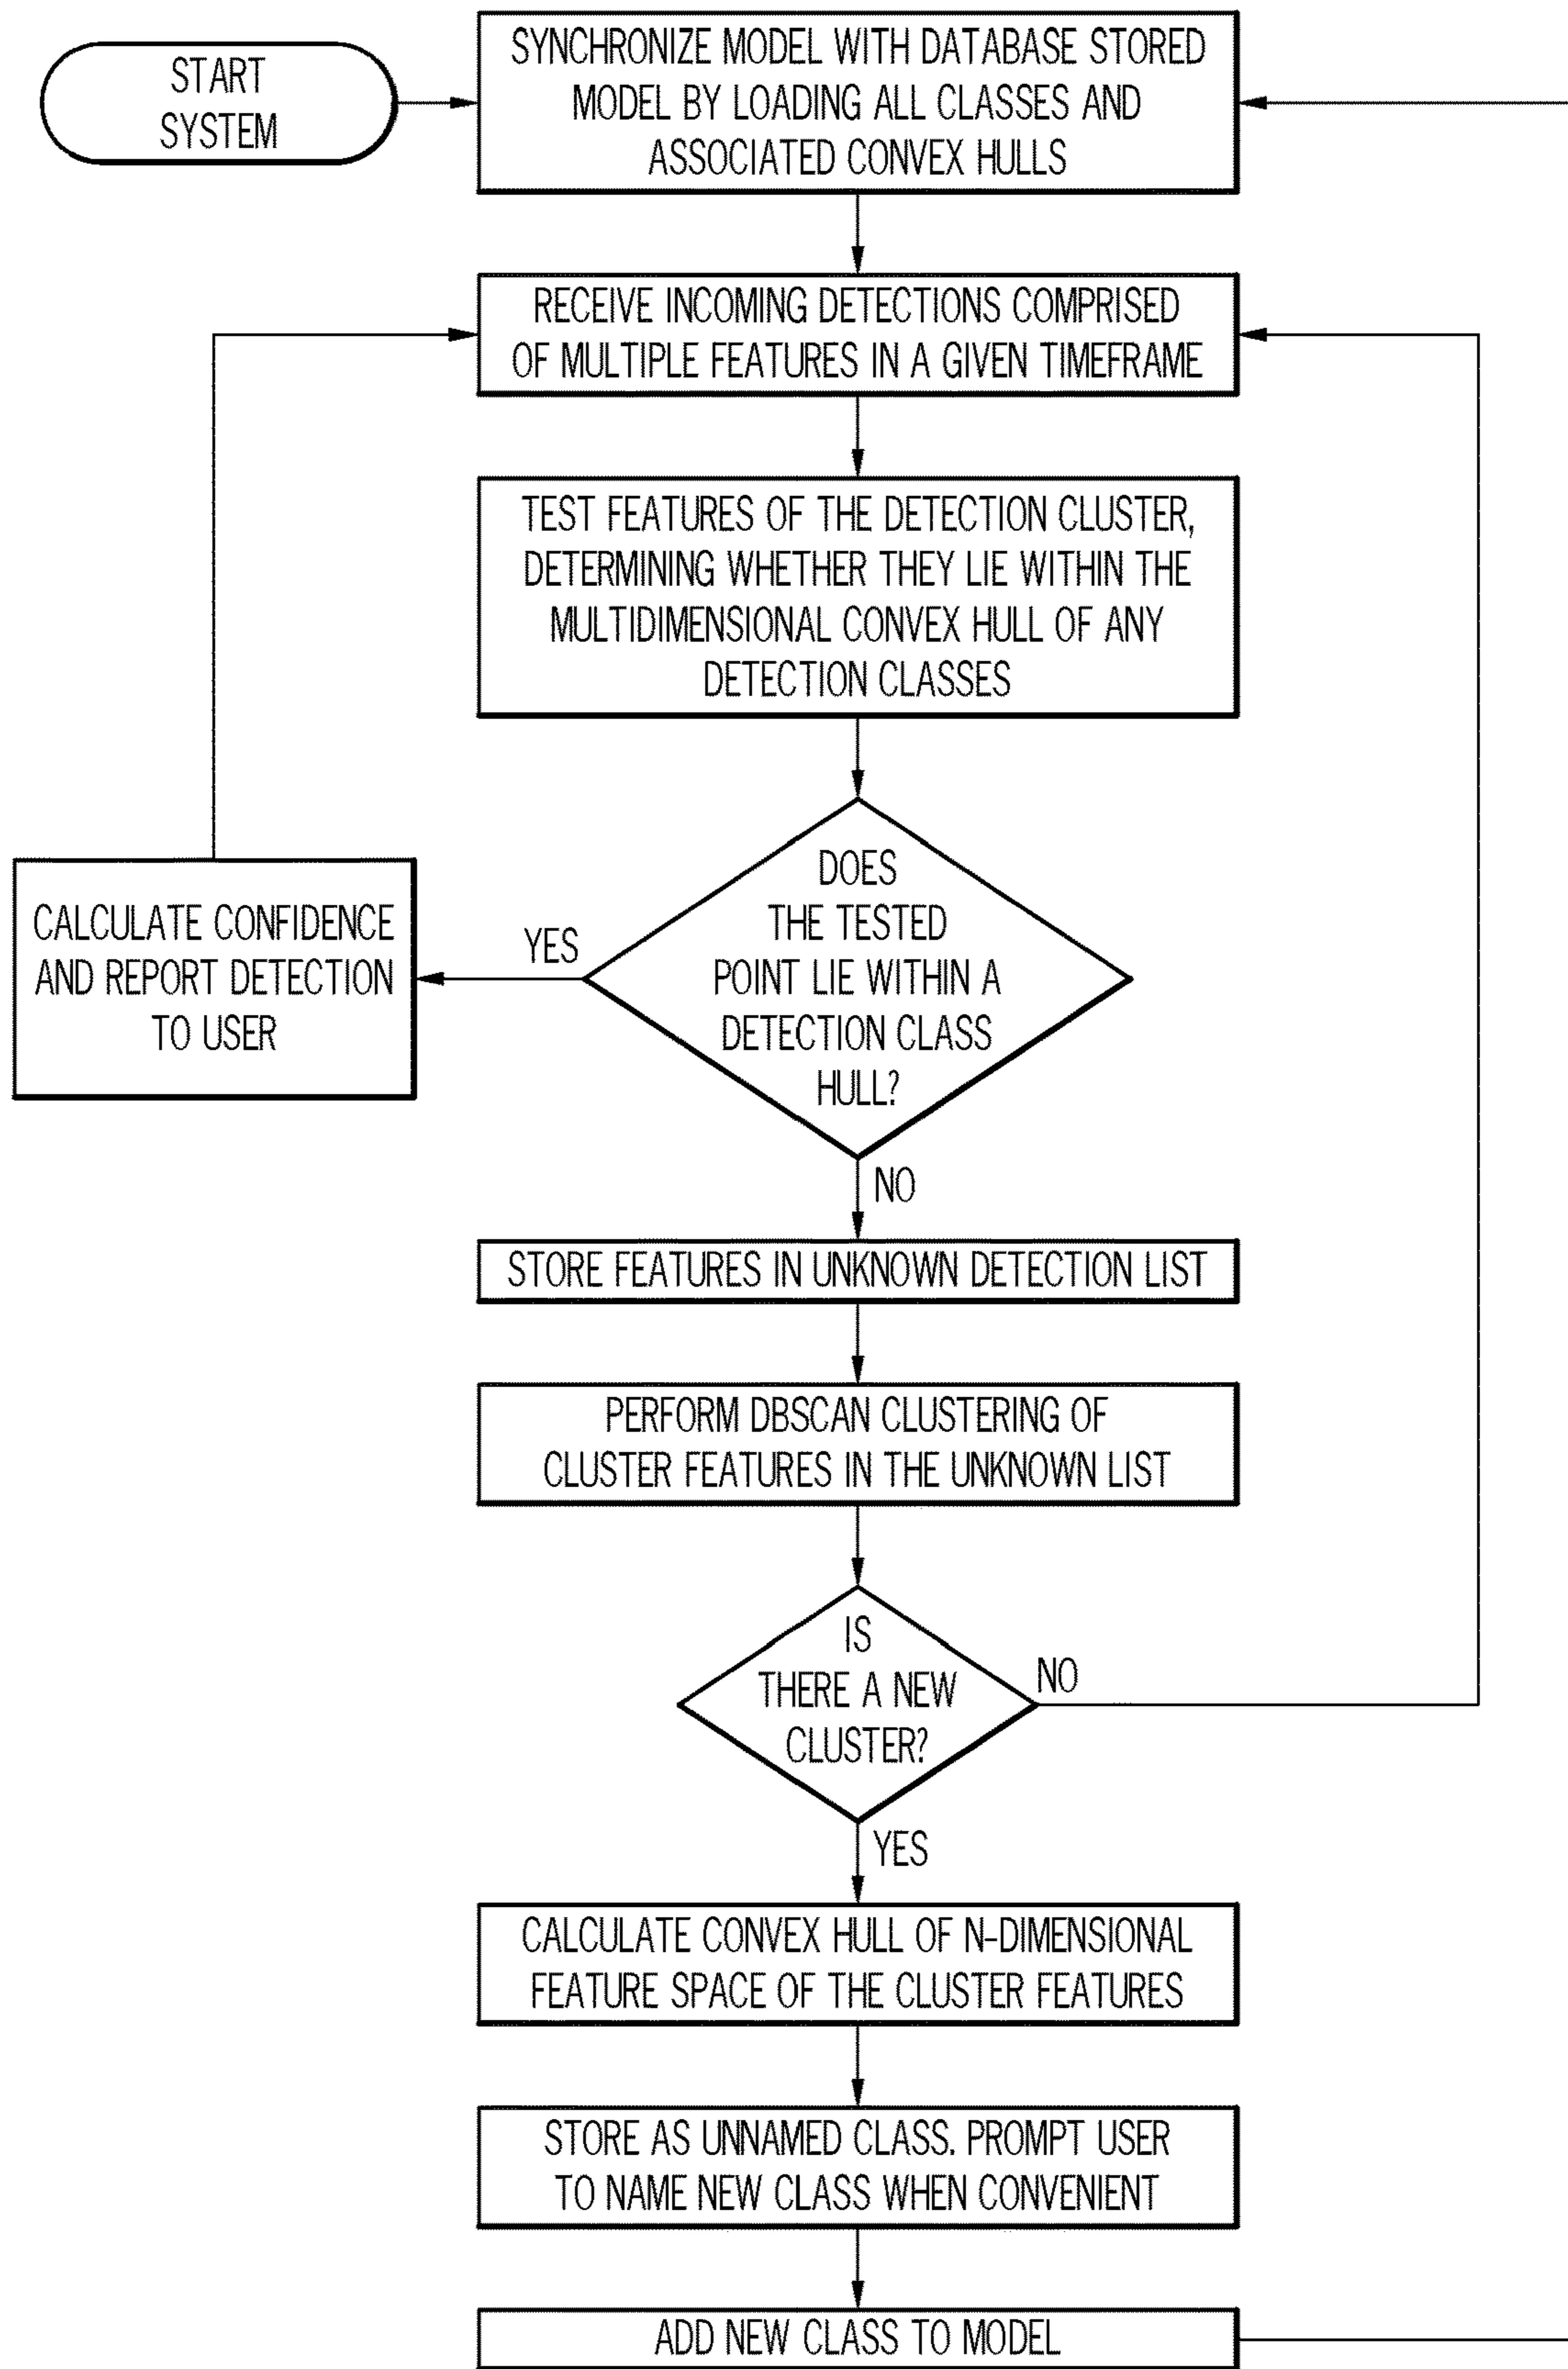 START
SYSTEM
SYNCHRONIZE MODEL WITH DATABASE STORED
MODEL BY LOADING ALL CLASSES AND
ASSOCIATED CONVEX HULLS
RECEIVE INCOMING DETECTIONS COMPRISED
OF MULTIPLE FEATURES IN A GIVEN TIMEFRAME
TEST FEATURES OF THE DETECTION CLUSTER,
DETERMINING WHETHER THEY LIE WITHIN THE
MULTIDIMENSIONAL CONVEX HULL OF ANY
DETECTION CLASSES
DOES
THE TESTED
POINT LIE WITHIN A
DETECTION CLASS
HULL?
YES
CALCULATE CONFIDENCE
AND REPORT DETECTION
TO USER
NO
STORE FEATURES IN UNKNOWN DETECTION LIST
PERFORM DBSCAN CLUSTERING OF
CLUSTER FEATURES IN THE UNKNOWN LIST
IS
THERE A NEW
CLUSTER?
NO
YES
CALCULATE CONVEX HULL OF N-DIMENSIONAL
FEATURE SPACE OF THE CLUSTER FEATURES
STORE AS UNNAMED CLASS. PROMPT USER
TO NAME NEW CLASS WHEN CONVENIENT
ADD NEW CLASS TO MODEL